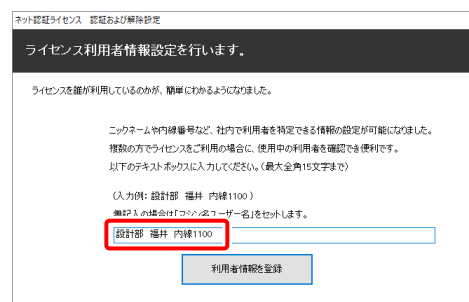 ネット認証ライセンス 認証および解除設定
ライセンス利用者情報設定を行います。
ライセンスを誰が利用しているのかが、簡単にわかるようになりました。
ニックネームや内線番号など、社内で利用者を特定できる情報の設定が可能になりました。
複数の方でライセンスをご利用の場合に、使用中の利用者を確認でき便利です。
以下のテキストボックスに入力してください。(最大全角15文字まで)
(入力例: 設計部 福井 内線1100 )
無記入の場合は「マシン名ユーザー名」をセットします。
設計部 福井 内線1100
利用者情報を登録